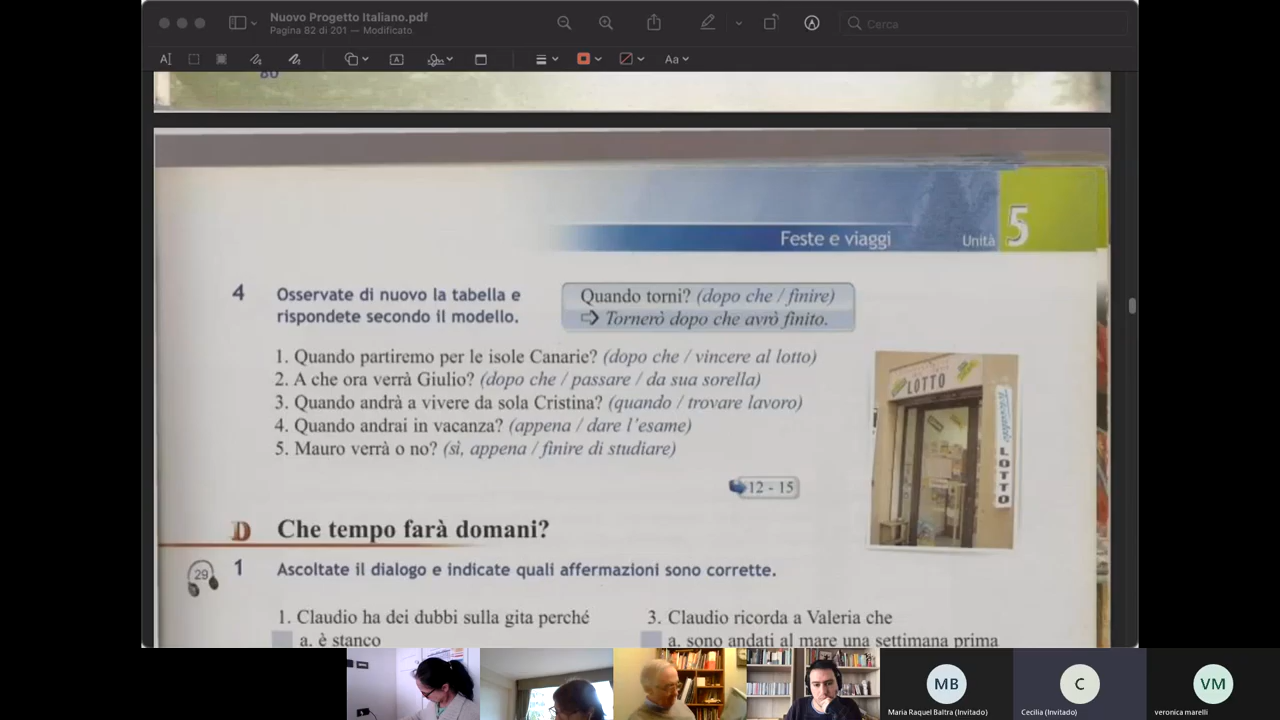 Nuovo Progetto Italiano.pdf
Pagina 82 di 201 — Modificato
Cerca
Aa
80
Feste e viaggi Unità 5
4 Osservate di nuovo la tabella e
rispondete secondo il modello.
Quando torni? (dopo che / finire)
Tornerò dopo che avrò finito.
1. Quando partiremo per le isole Canarie? (dopo che / vincere al lotto)
2. A che ora verrà Giulio? (dopo che / passare / da sua sorella)
3. Quando andrà a vivere da sola Cristina? (quando / trovare lavoro)
4. Quando andrai in vacanza? (appena / dare l'esame)
5. Mauro verrà o no? (sì, appena / finire di studiare)
LOTTO
LOTTO
12 - 15
D Che tempo farà domani?
29 1 Ascoltate il dialogo e indicate quali affermazioni sono corrette.
1. Claudio ha dei dubbi sulla gita perché
a. è stanco
3. Claudio ricorda a Valeria che
a. sono andati al mare una settimana prima
MB
Maria Raquel Baltra (Invitado)
C
Cecilia (Invitado)
VM
veronica marelli